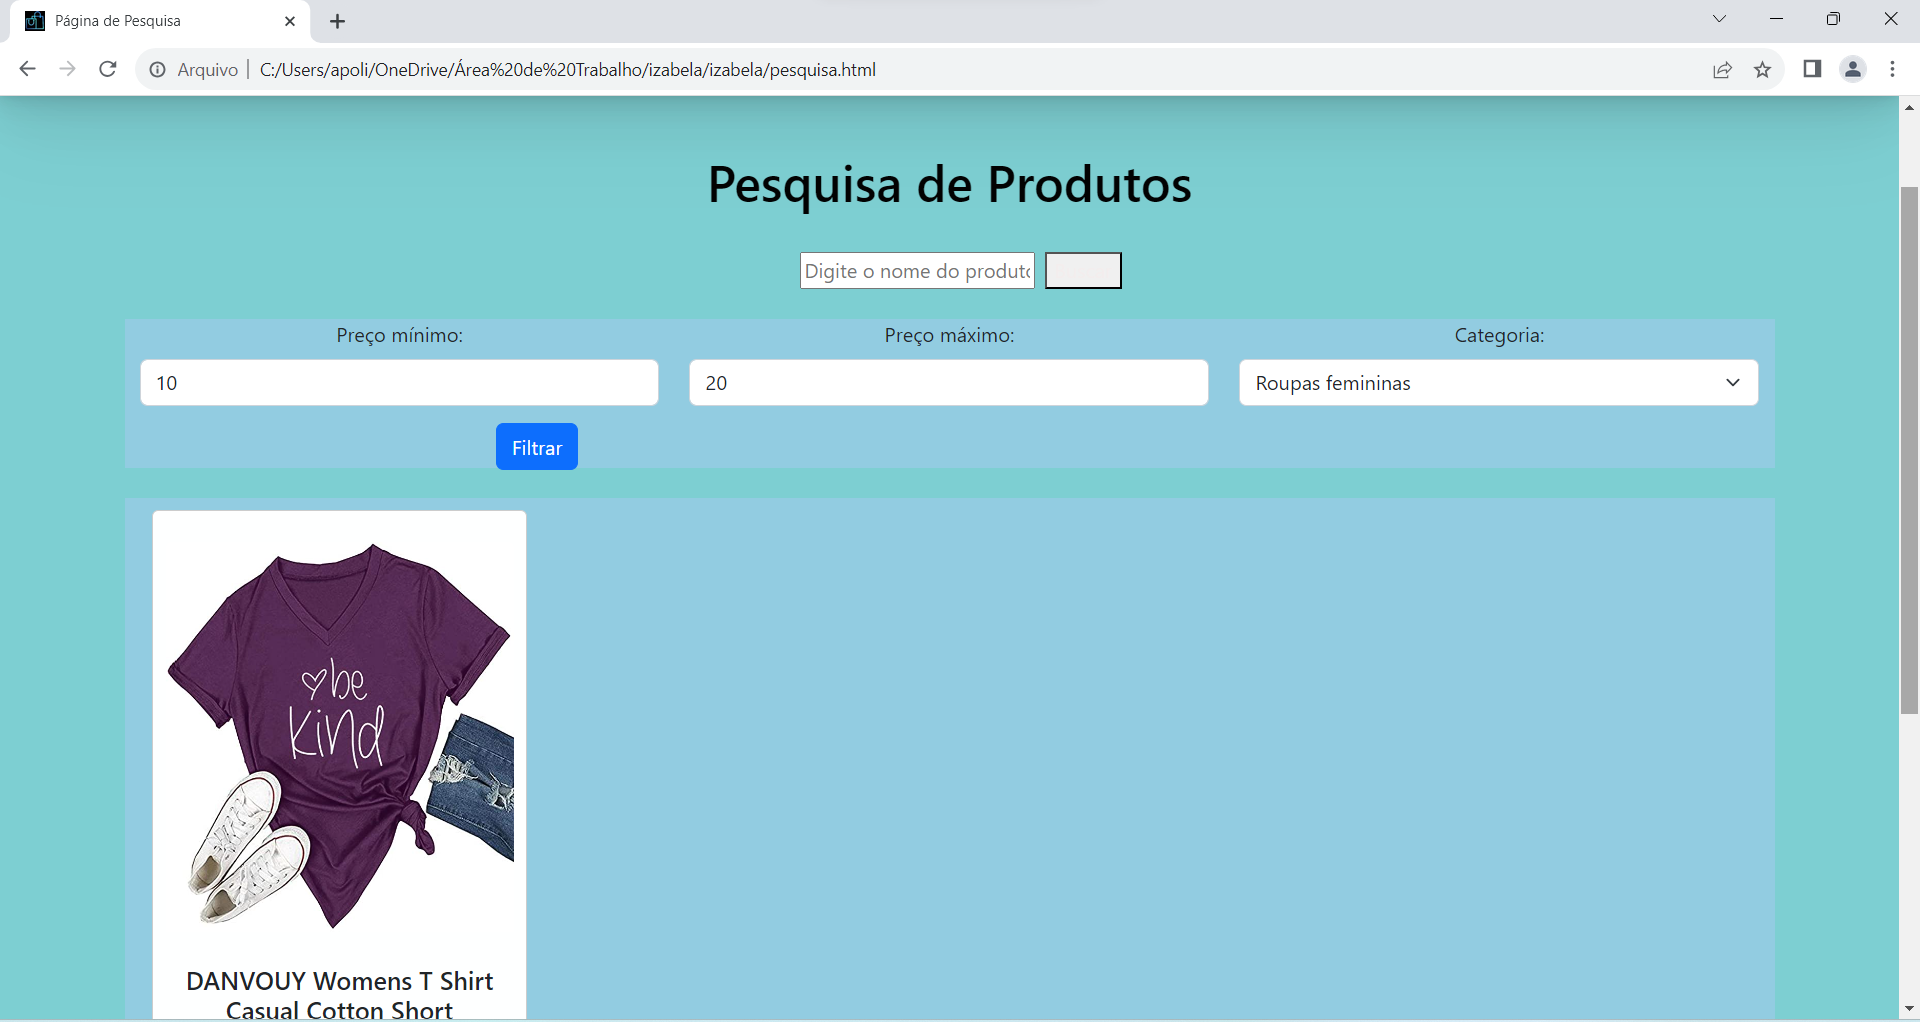 Página de Pesquisa
Arquivo
C:/Users/apoli/OneDrive/Área%20de%20Trabalho/izabela/izabela/pesquisa.html
Pesquisa de Produtos
Digite o nome do produto
Preço mínimo:
Preço máximo:
Categoria:
10
20
Roupas femininas
Filtrar
be
kind
DANVOUY Womens T Shirt
Casual Cotton Short